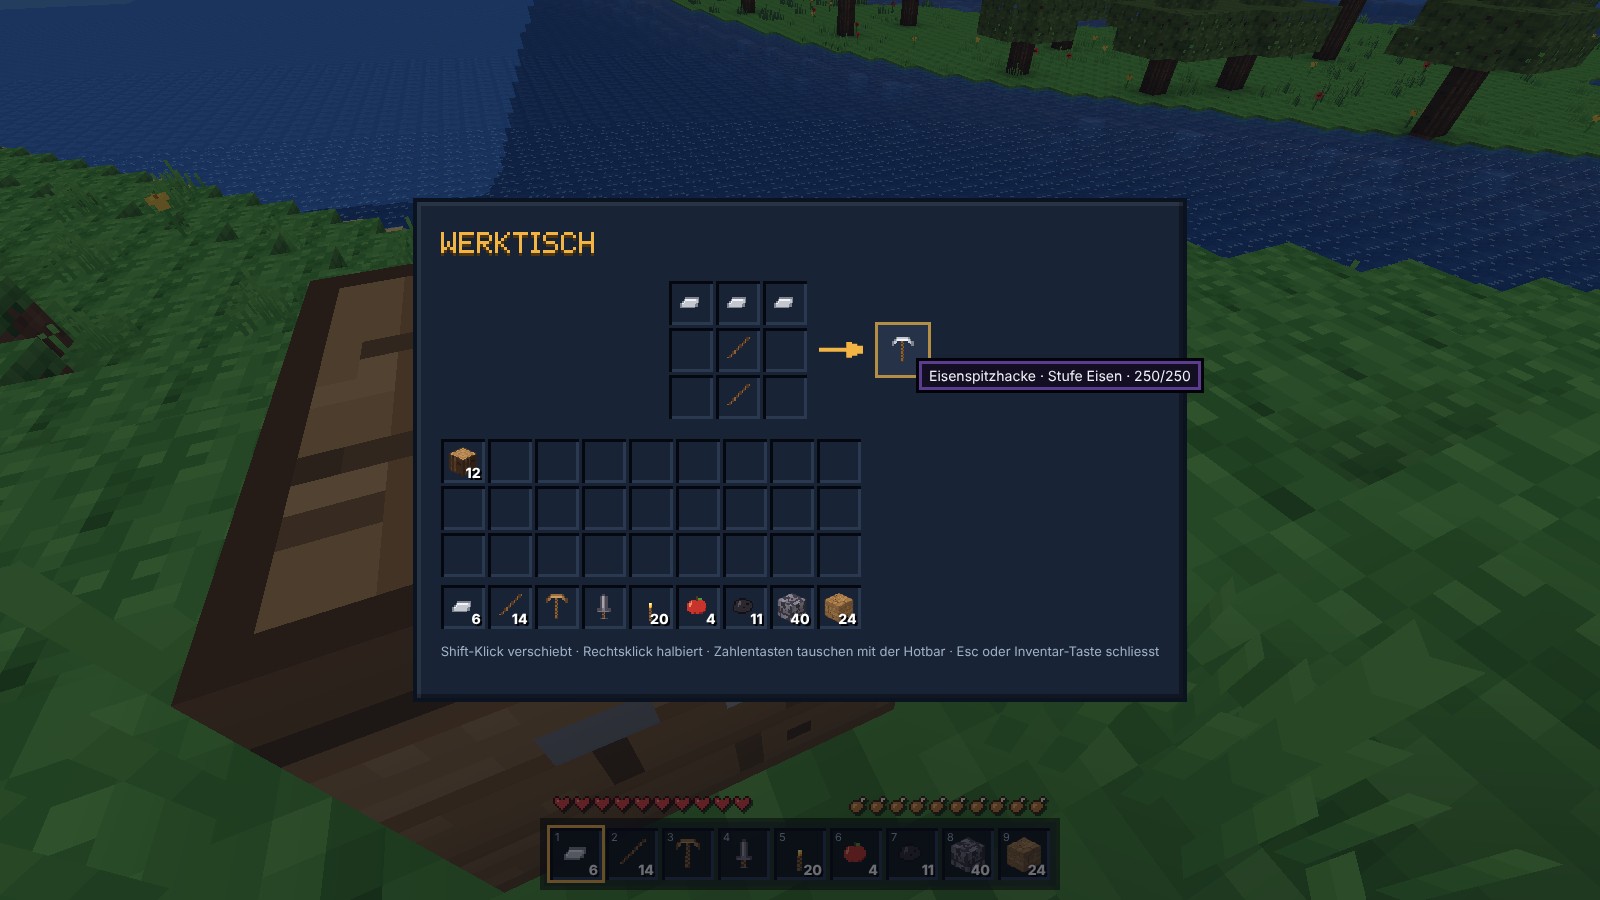 WERKTISCH
Eisenspitzhacke · Stufe Eisen · 250/250
12
6 14 20 4 11 40 24
Shift-Klick verschiebt · Rechtsklick halbiert · Zahlentasten tauschen mit der Hotbar · Esc oder Inventar-Taste schliesst
1 2 3 4 5 6 7 8 9
6 14 20 4 11 40 24